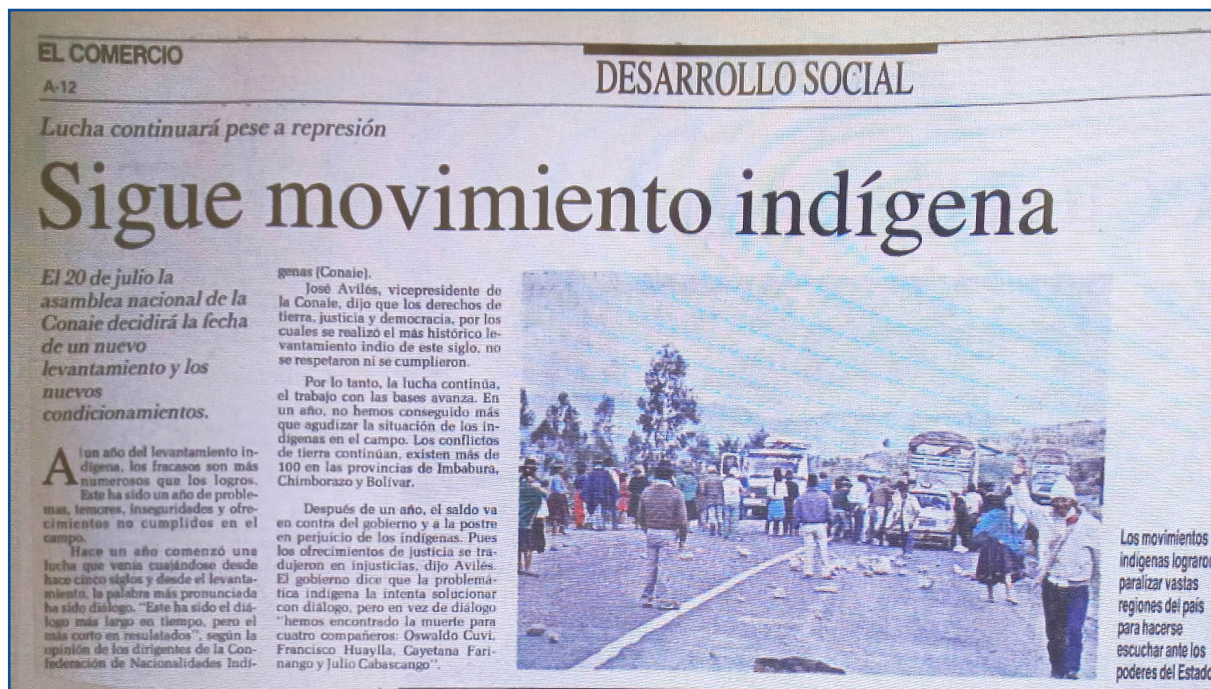 EL COMERCIO
A-12
DESARROLLO SOCIAL
Lucha continuará pese a represión
Sigue movimiento indígena
El 20 de julio la
asamblea nacional de la
Conaie decidirá la fecha
de un nuevo
levantamiento y los
nuevos
condicionamientos.
A un año del levantamiento in-
dígena, los fracasos son más
numerosos que los logros.
Este ha sido un año de proble-
mas, temores, inseguridades y ofre-
cimientos no cumplidos en el
campo.
Hace un año comenzó una
lucha que venía cuajándose desde
hace cinco siglos y desde el levanta-
miento, la palabra más pronunciada
ha sido diálogo. "Este ha sido el diá-
logo más largo en tiempo, pero el
más corto en resulatados", según la
opinión de los dirigentes de la Con-
federación de Nacionalidades Indí-
genas (Conaie).
José Avilés, vicepresidente de
la Conaie, dijo que los derechos de
tierra, justicia y democracia, por los
cuales se realizó el más histórico le-
vantamiento indio de este siglo, no
se respetaron ni se cumplieron.
Por lo tanto, la lucha continúa,
el trabajo con las bases avanza. En
un año, no hemos conseguido más
que agudizar la situación de los in-
dígenas en el campo. Los conflictos
de tierra continúan, existen más de
100 en las provincias de Imbabura,
Chimborazo y Bolívar.
Después de un año, el saldo va
en contra del gobierno y a la postre
en perjuicio de los indígenas. Pues
los ofrecimientos de justicia se tra-
dujeron en injusticias, dijo Avilés.
El gobierno dice que la problemá-
tica indígena la intenta solucionar
con diálogo, pero en vez de diálogo
"hemos encontrado la muerte para
cuatro compañeros: Oswaldo Cuvi,
Francisco Huaylla, Cayetana Fari-
nango y Julio Cabascango".
Los movimientos
indígenas lograron
paralizar vastas
regiones del país
para hacerse
escuchar ante los
poderes del Estado